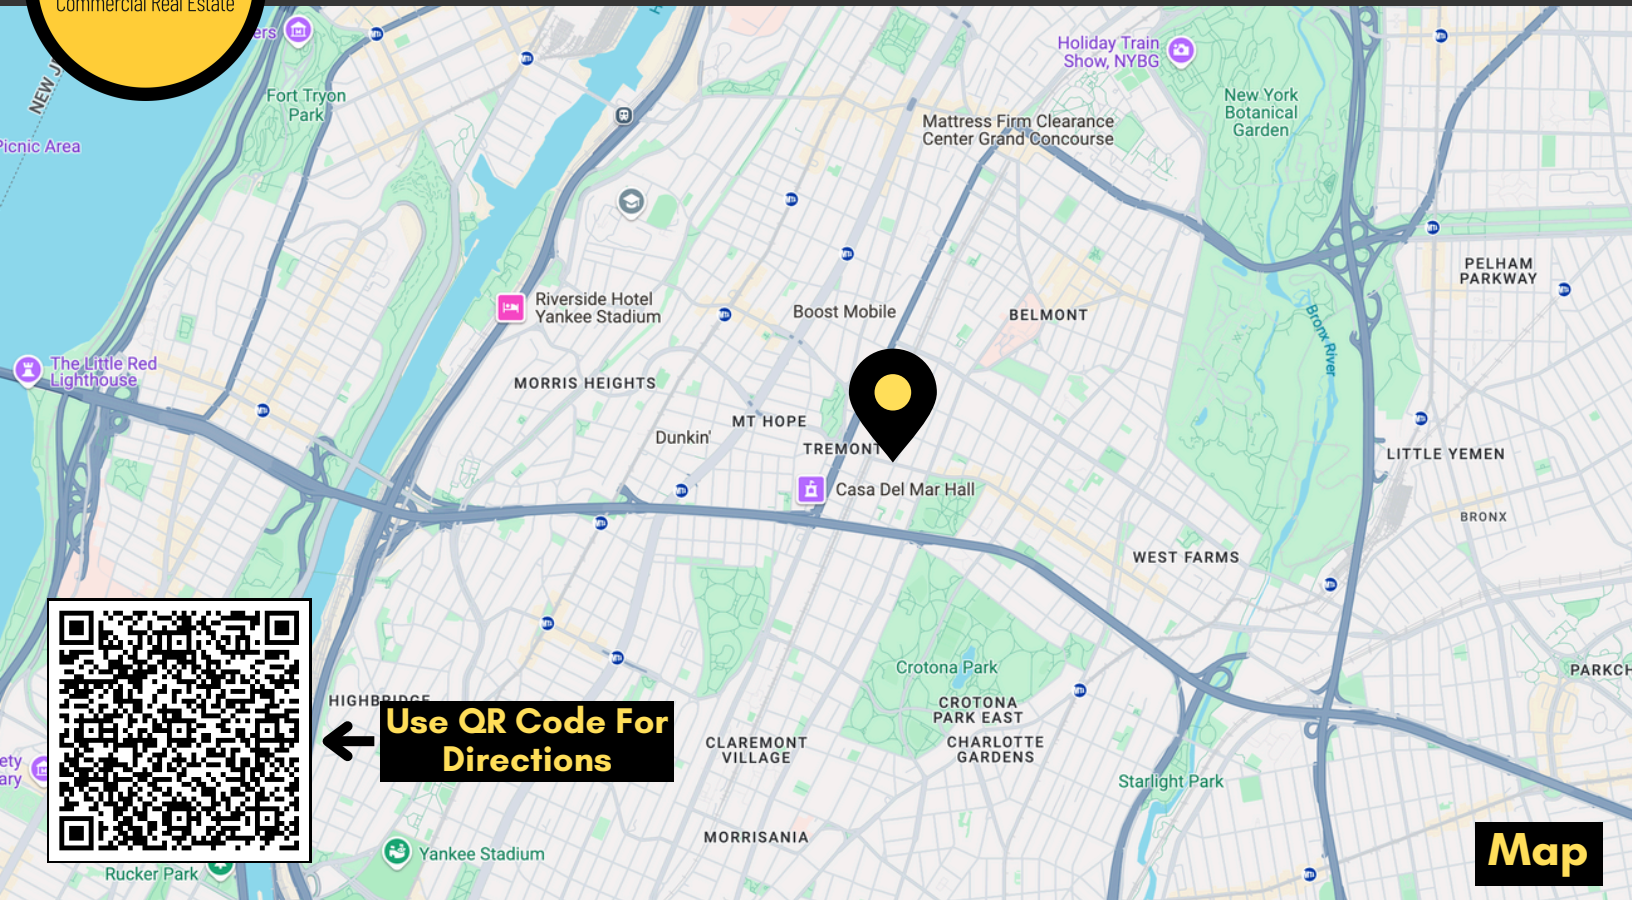 Commercial Real Estate
ers
NEW J
Fort Tryon
Park
Picnic Area
Holiday Train
Show, NYBG
New York
Botanical
Garden
Mattress Firm Clearance
Center Grand Concourse
PELHAM
PARKWAY
Riverside Hotel
Yankee Stadium
Boost Mobile
BELMONT
Bronx River
The Little Red
Lighthouse
MORRIS HEIGHTS
MT HOPE
Dunkin'
TREMONT
LITTLE YEMEN
Casa Del Mar Hall
BRONX
WEST FARMS
Crotona Park
PARKCH
HIGHBRIDGE
CROTONA
PARK EAST
Use QR Code For
Directions
CLAREMONT
VILLAGE
CHARLOTTE
GARDENS
ety
ary
Starlight Park
MORRISANIA
Yankee Stadium
Map
Rucker Park